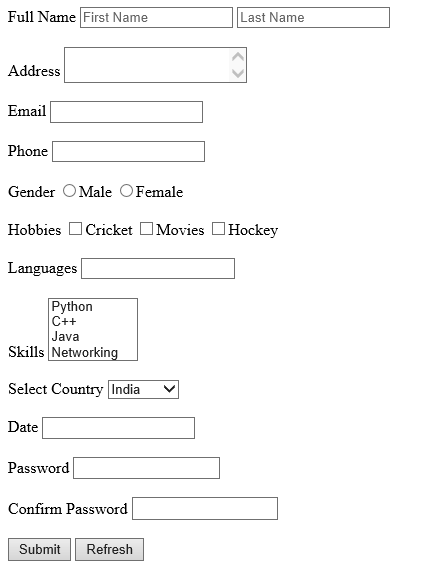 Full Name First Name Last Name
Address
Email
Phone
Gender Male Female
Hobbies Cricket Movies Hockey
Languages
Python
C++
Java
Skills Networking
Select Country India
Date
Password
Confirm Password
Submit Refresh